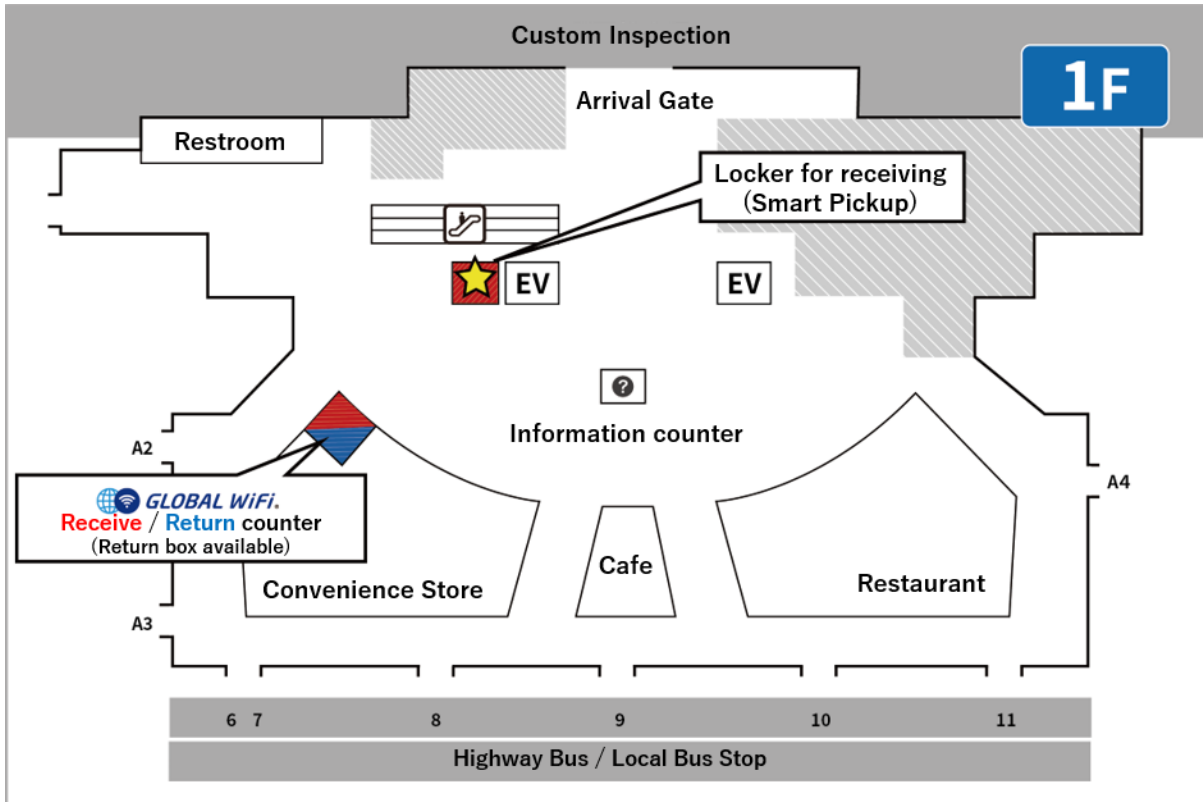 Custom Inspection
1F
Arrival Gate
Restroom
Locker for receiving
(Smart Pickup)
EV
EV
?
Information counter
A2
A4
GLOBAL WiFi.
Receive / Return counter
(Return box available)
Cafe
Convenience Store
Restaurant
A3
6 7 8 9 10 11
Highway Bus / Local Bus Stop